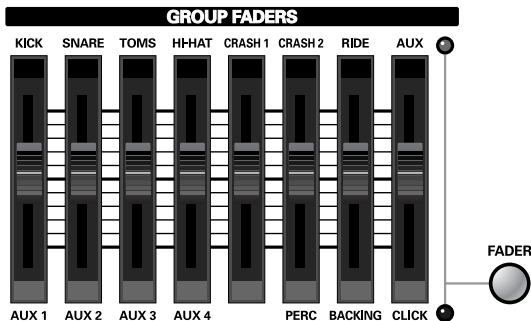 GROUP FADERS
KICK SNARE TOMS HI-HAT CRASH 1 CRASH 2 RIDE AUX
FADER
AUX 1 AUX 2 AUX 3 AUX 4 PERC BACKING CLICK